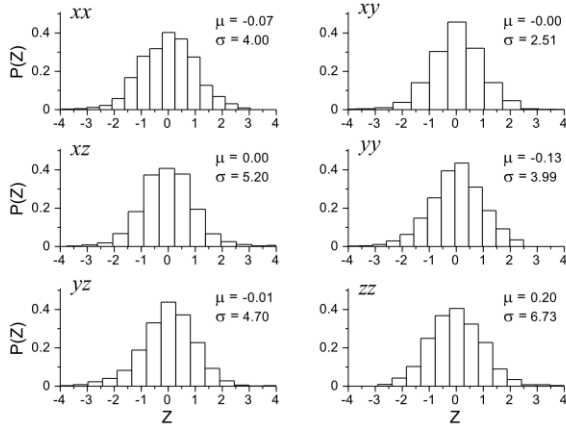 xx
μ = -0.07
σ = 4.00
P(Z)
0.4
0.2
0
-4 -3 -2 -1 0 1 2 3 4
xy
μ = -0.00
σ = 2.51
0.4
0.2
0
-4 -3 -2 -1 0 1 2 3 4
xz
μ = 0.00
σ = 5.20
P(Z)
0.4
0.2
0
-4 -3 -2 -1 0 1 2 3 4
yy
μ = -0.13
σ = 3.99
0.4
0.2
0
-4 -3 -2 -1 0 1 2 3 4
yz
μ = -0.01
σ = 4.70
P(Z)
0.4
0.2
0
-4 -3 -2 -1 0 1 2 3 4
Z
zz
μ = 0.20
σ = 6.73
0.4
0.2
0
-4 -3 -2 -1 0 1 2 3 4
Z